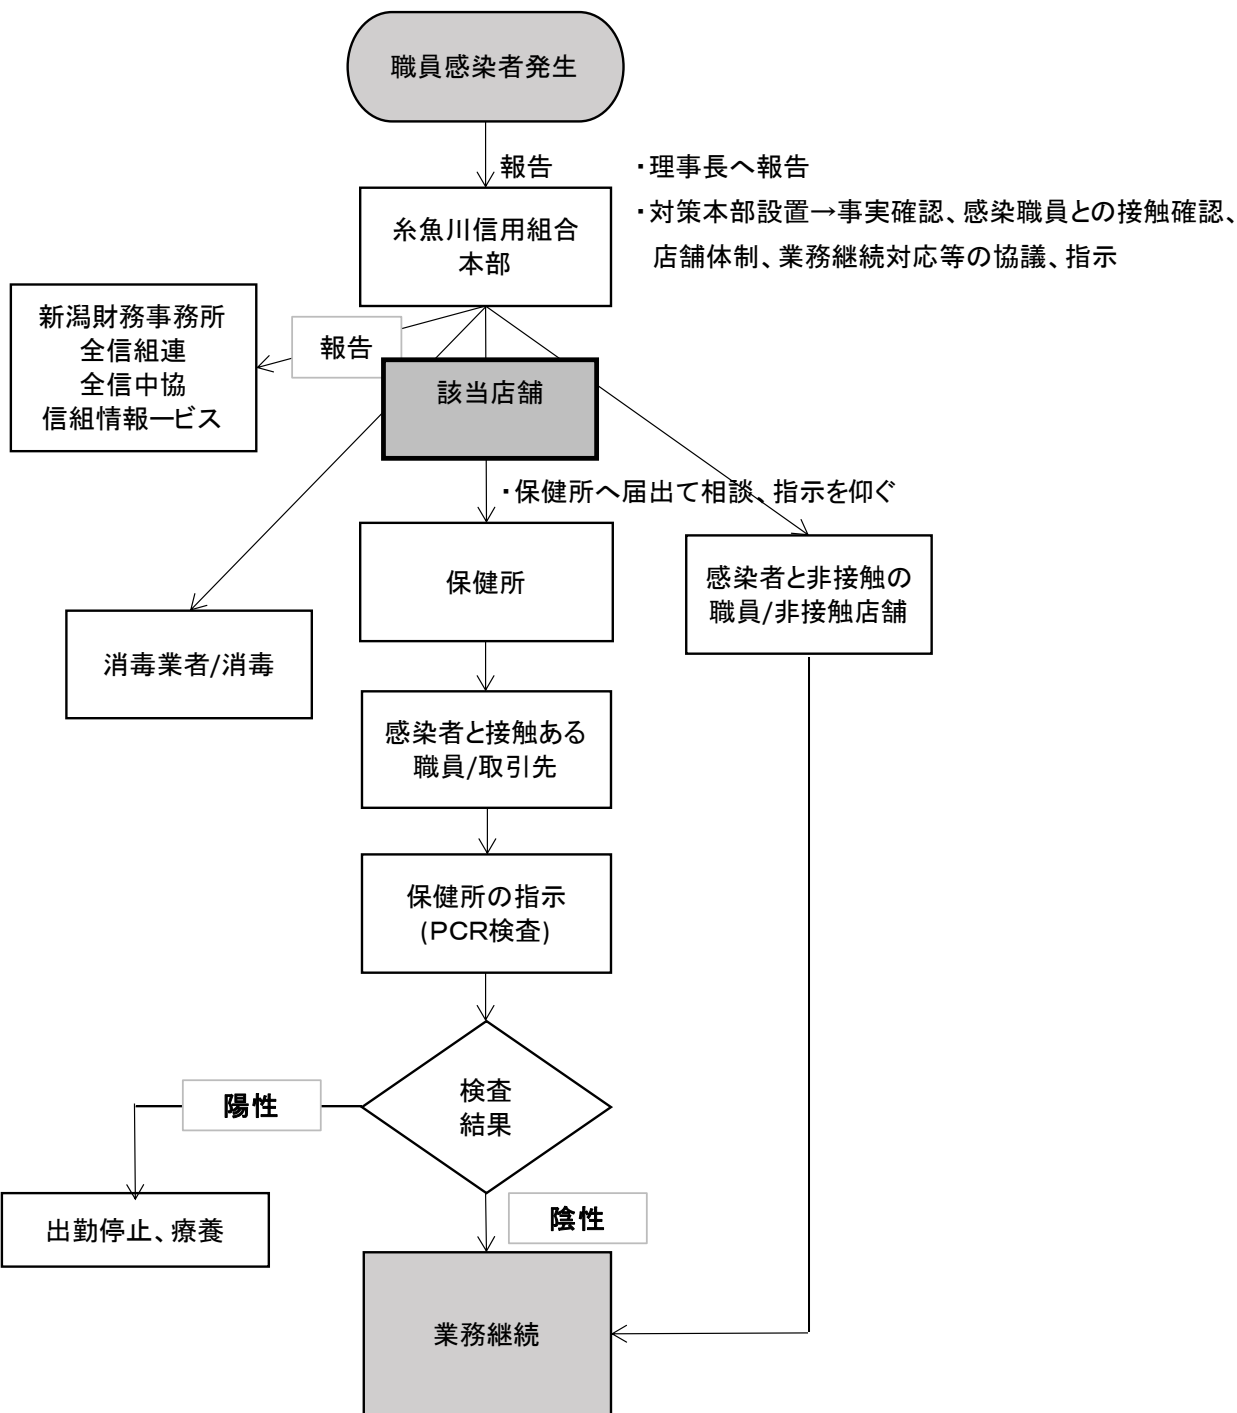 職員感染者発生
報告
・理事長へ報告
・対策本部設置→事実確認、感染職員との接触確認、
店舗体制、業務継続対応等の協議、指示
糸魚川信用組合
本部
新潟財務事務所
全信組連
全信中協
信組情報ービス
報告
該当店舗
・保健所へ届出て相談、指示を仰ぐ
保健所
感染者と非接触の
職員/非接触店舗
消毒業者/消毒
感染者と接触ある
職員/取引先
保健所の指示
(PCR検査)
検査
結果
陽性
出勤停止、療養
陰性
業務継続